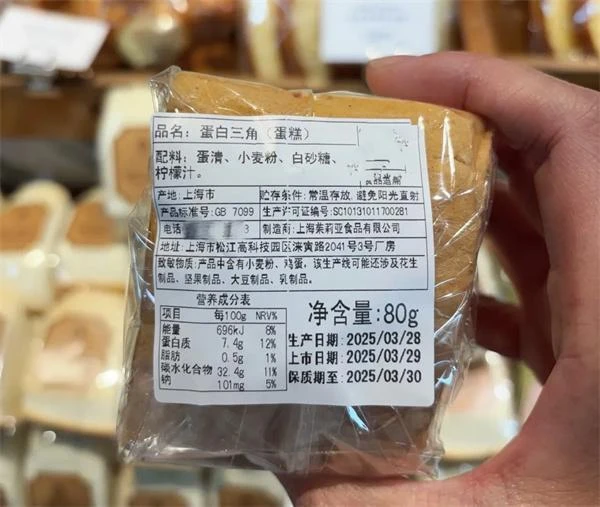 品名: 蛋白三角(蛋糕)
配料: 蛋清、小麦粉、白砂糖、
柠檬汁。
产地: 上海市 贮存条件: 常温存放, 避免阳光直射
产品标准号: GB 7099 生产许可证编号: SC10131011700281
电话 制造商: 上海茱莉亚食品有限公司
地址: 上海市松江高科技园区涞寅路2041号3号厂房
致敏物质: 产品中含有小麦粉、鸡蛋, 该生产线可能还涉及花生
制品、坚果制品、大豆制品、乳制品。
营养成分表
项目 每100g NRV%
能量 696kJ 8%
蛋白质 7.4g 12%
脂肪 0.5g 1%
碳水化合物 32.4g 11%
钠 101mg 5%
净含量: 80g
生产日期: 2025/03/28
上市日期: 2025/03/29
保质期至: 2025/03/30